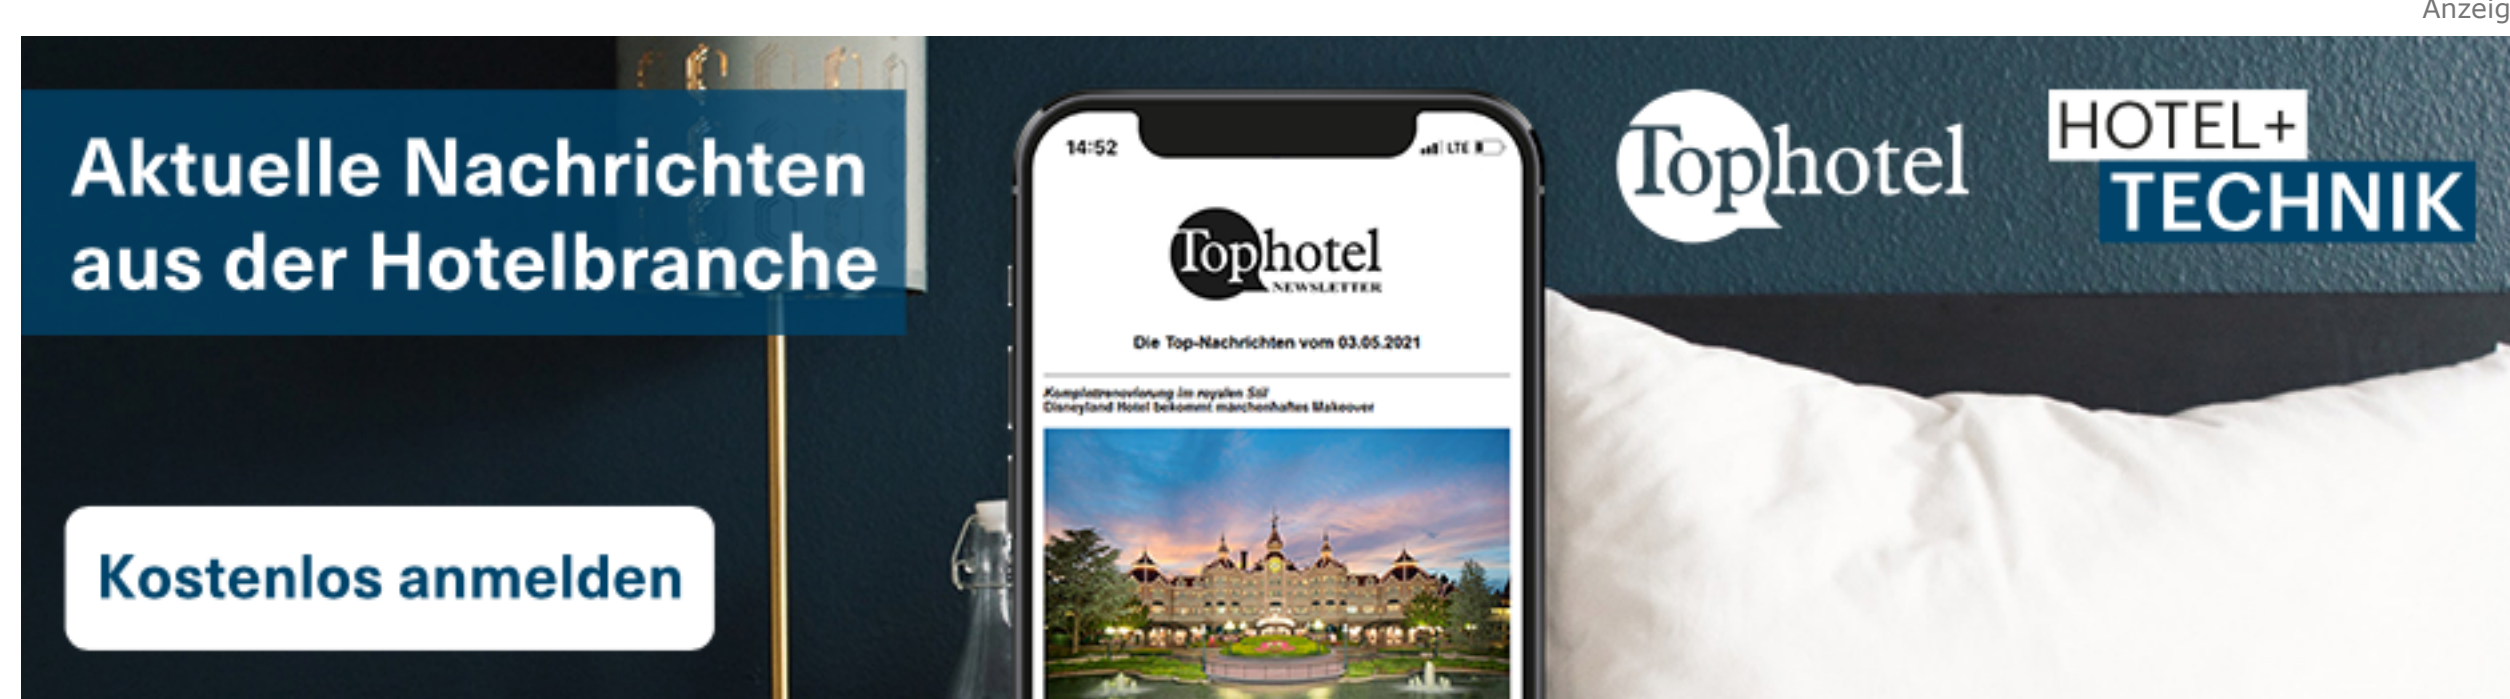 Anzeig
Aktuelle Nachrichten
aus der Hotelbranche
Kostenlos anmelden
14:52
LTE
Tophotel
NEWSLETTER
Die Top-Nachrichten vom 03.05.2021
Komplettrenovierung im royalen Stil
Disneyland Hotel bekommt märchenhaftes Makeover
Tophotel
HOTEL+
TECHNIK